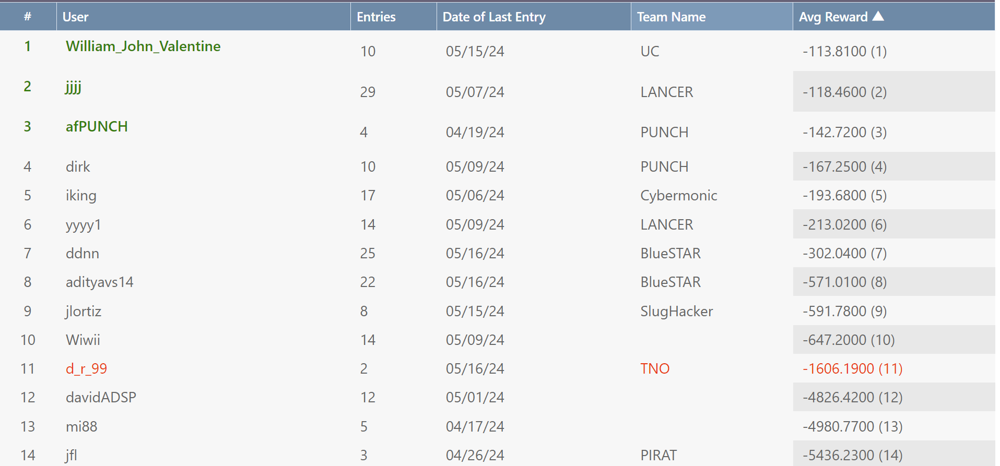 # User Entries Date of Last Entry Team Name Avg Reward ▲
1 William_John_Valentine 10 05/15/24 UC -113.8100 (1)
2 jjjj 29 05/07/24 LANCER -118.4600 (2)
3 afPUNCH 4 04/19/24 PUNCH -142.7200 (3)
4 dirk 10 05/09/24 PUNCH -167.2500 (4)
5 iking 17 05/06/24 Cybermonic -193.6800 (5)
6 yyyy1 14 05/09/24 LANCER -213.0200 (6)
7 ddnn 25 05/16/24 BlueSTAR -302.0400 (7)
8 adityavs14 22 05/16/24 BlueSTAR -571.0100 (8)
9 jlortiz 8 05/15/24 SlugHacker -591.7800 (9)
10 Wiwii 14 05/09/24 -647.2000 (10)
11 d_r_99 2 05/16/24 TNO -1606.1900 (11)
12 davidADSP 12 05/01/24 -4826.4200 (12)
13 mi88 5 04/17/24 -4980.7700 (13)
14 jfl 3 04/26/24 PIRAT -5436.2300 (14)